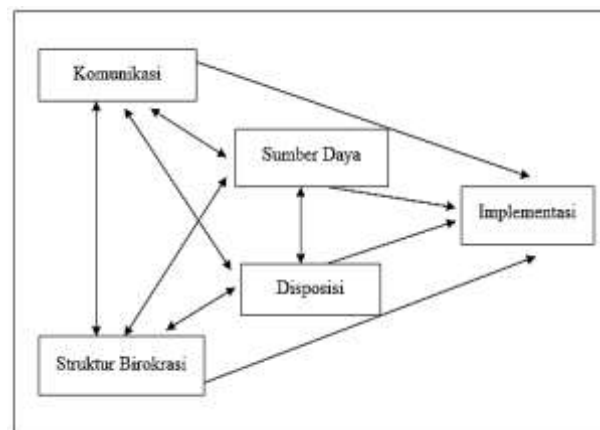 Komunikasi
Sumber Daya
Implementasi
Disposisi
Struktur Birokrasi